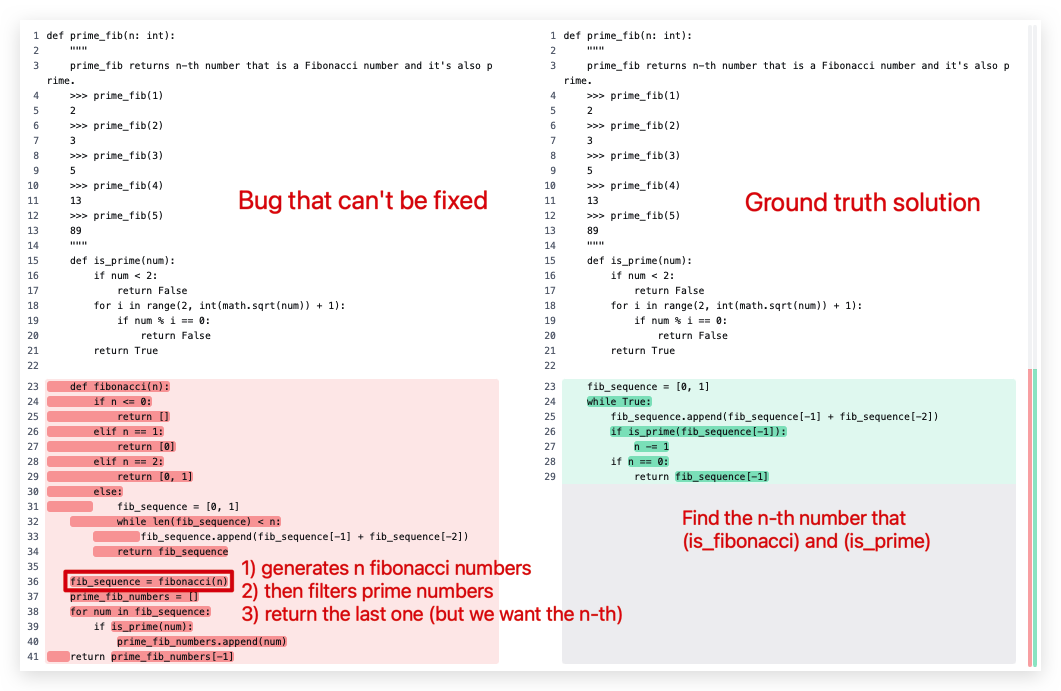 1 def prime_fib(n: int):
2 """
3 prime_fib returns n-th number that is a Fibonacci number and it's also p
rime.
4 >>> prime_fib(1)
5 2
6 >>> prime_fib(2)
7 3
8 >>> prime_fib(3)
9 5
10 >>> prime_fib(4)
11 13
12 >>> prime_fib(5)
13 89
14 """
15 def is_prime(num):
16 if num < 2:
17 return False
18 for i in range(2, int(math.sqrt(num)) + 1):
19 if num % i == 0:
20 return False
21 return True
22
23 def fibonacci(n):
24 if n <= 0:
25 return []
26 elif n == 1:
27 return [0]
28 elif n == 2:
29 return [0, 1]
30 else:
31 fib_sequence = [0, 1]
32 while len(fib_sequence) < n:
33 fib_sequence.append(fib_sequence[-1] + fib_sequence[-2])
34 return fib_sequence
35
36 fib_sequence = fibonacci(n)
37 prime_fib_numbers = []
38 for num in fib_sequence:
39 if is_prime(num):
40 prime_fib_numbers.append(num)
41 return prime_fib_numbers[-1]
Bug that can't be fixed
1) generates n fibonacci numbers
2) then filters prime numbers
3) return the last one (but we want the n-th)
1 def prime_fib(n: int):
2 """
3 prime_fib returns n-th number that is a Fibonacci number and it's also p
rime.
4 >>> prime_fib(1)
5 2
6 >>> prime_fib(2)
7 3
8 >>> prime_fib(3)
9 5
10 >>> prime_fib(4)
11 13
12 >>> prime_fib(5)
13 89
14 """
15 def is_prime(num):
16 if num < 2:
17 return False
18 for i in range(2, int(math.sqrt(num)) + 1):
19 if num % i == 0:
20 return False
21 return True
22
23 fib_sequence = [0, 1]
24 while True:
25 fib_sequence.append(fib_sequence[-1] + fib_sequence[-2])
26 if is_prime(fib_sequence[-1]):
27 n -= 1
28 if n == 0:
29 return fib_sequence[-1]
Ground truth solution
Find the n-th number that
(is_fibonacci) and (is_prime)